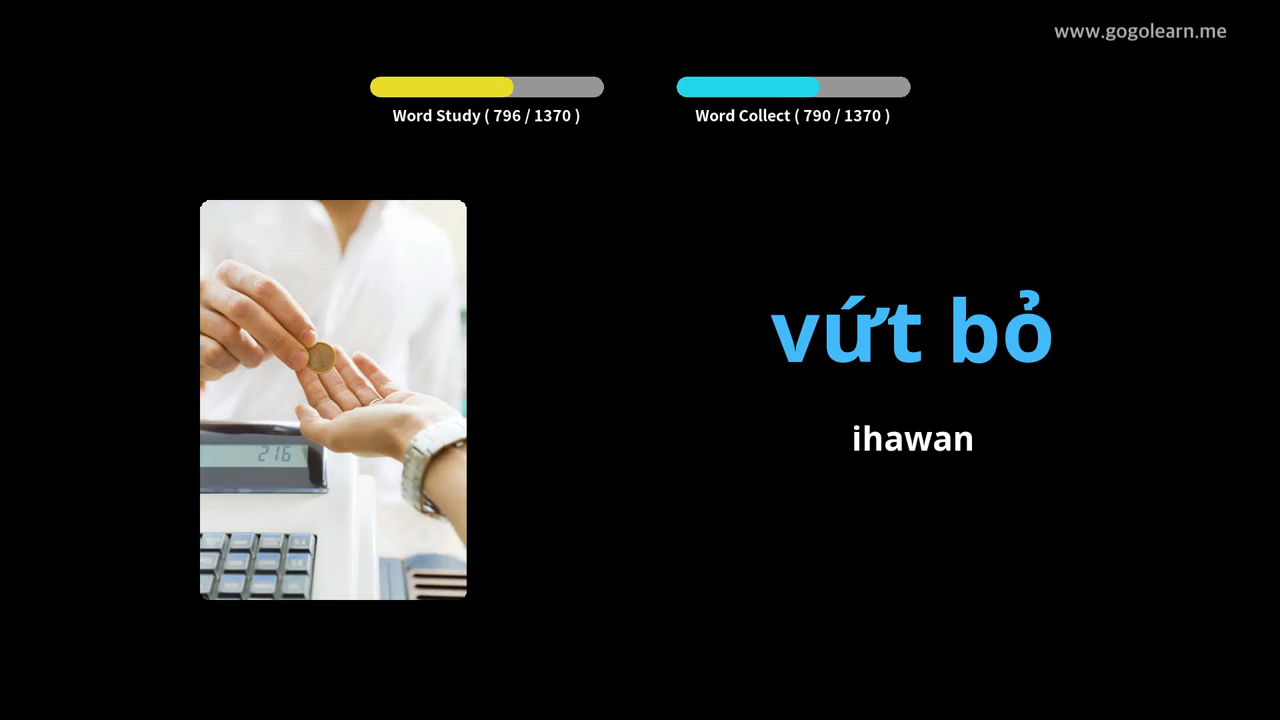 www.gogolearn.me
Word Study ( 796 / 1370 )
Word Collect ( 790 / 1370 )
vứt bỏ
ihawan
216